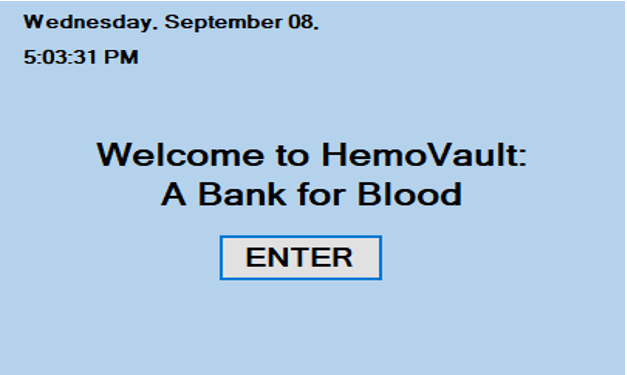 Wednesday, September 08,
5:03:31 PM
Welcome to HemoVault:
A Bank for Blood
ENTER